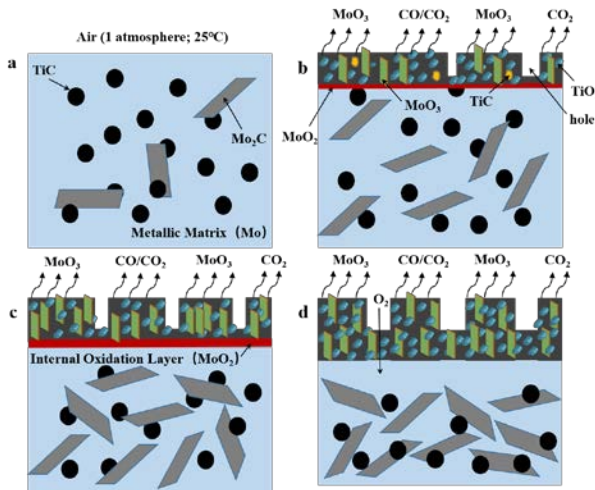 Air (1 atmosphere; 25℃)
a
TiC
Mo₂C
Metallic Matrix (Mo)
MoO₃
CO/CO₂
MoO₃
CO₂
b
TiO
MoO₃
TiC
MoO₂
hole
MoO₃
CO/CO₂
MoO₃
CO₂
c
Internal Oxidation Layer (MoO₂)
MoO₃
CO/CO₂
MoO₃
CO₂
d
O₂